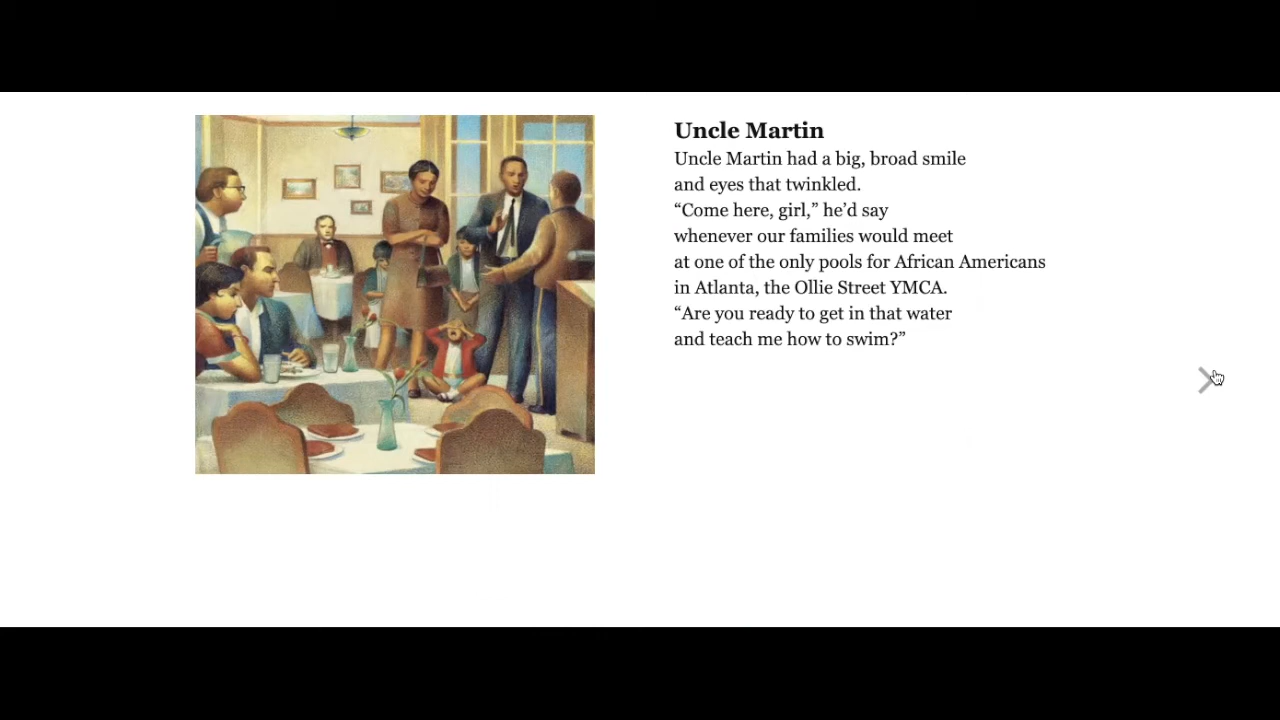 Uncle Martin
Uncle Martin had a big, broad smile
and eyes that twinkled.
“Come here, girl,” he’d say
whenever our families would meet
at one of the only pools for African Americans
in Atlanta, the Ollie Street YMCA.
“Are you ready to get in that water
and teach me how to swim?”